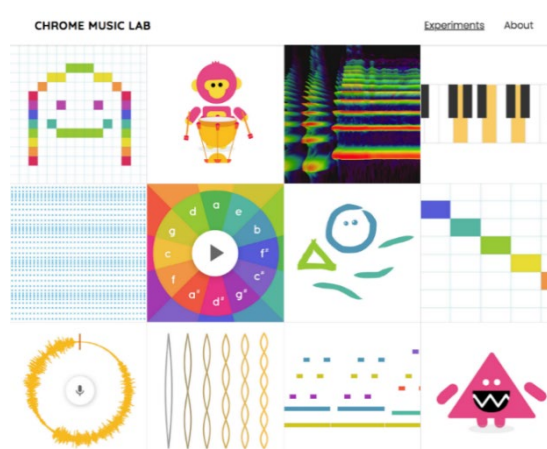 CHROME MUSIC LAB
Experiments About
a
d e
g b
c f#
f c#
a# g#
d#